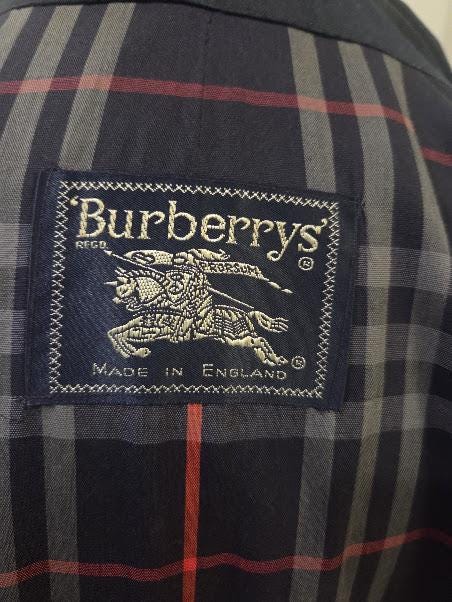 'Burberrys'
REGD.
PRORSUM
®
MADE IN ENGLAND ®